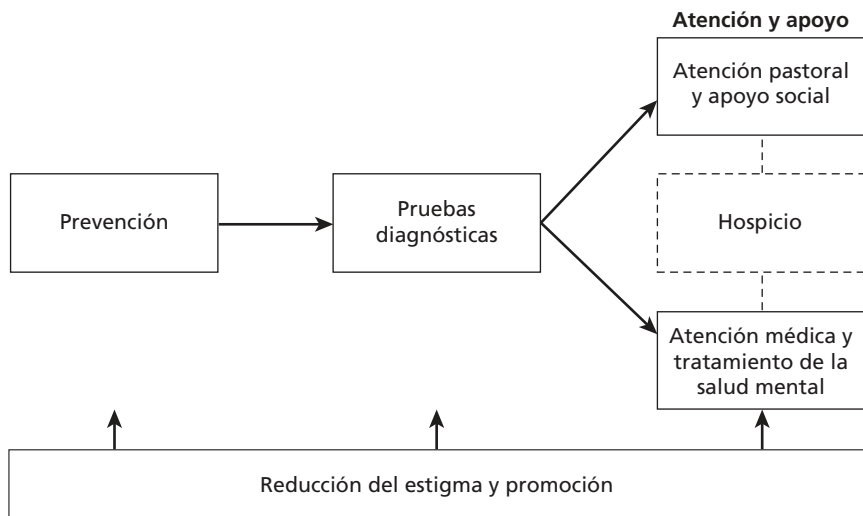 Atención y apoyo
Atención pastoral
y apoyo social
Prevención
Pruebas
diagnósticas
Hospicio
Atención médica y
tratamiento de la
salud mental
Reducción del estigma y promoción